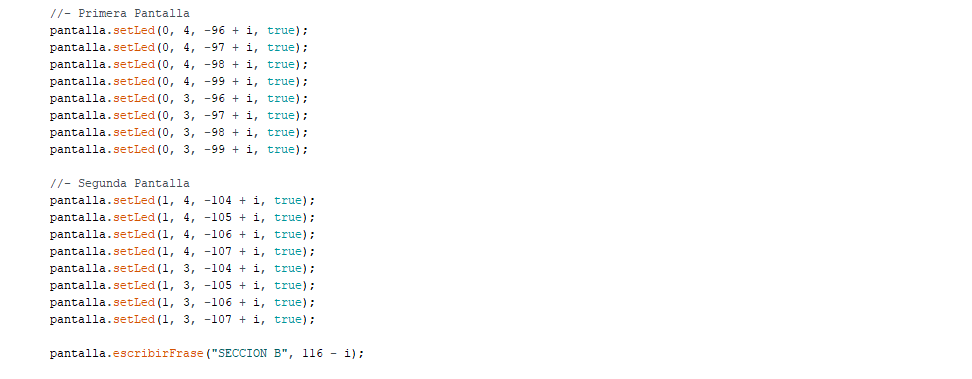 //- Primera Pantalla
pantalla.setLed(0, 4, -96 + i, true);
pantalla.setLed(0, 4, -97 + i, true);
pantalla.setLed(0, 4, -98 + i, true);
pantalla.setLed(0, 4, -99 + i, true);
pantalla.setLed(0, 3, -96 + i, true);
pantalla.setLed(0, 3, -97 + i, true);
pantalla.setLed(0, 3, -98 + i, true);
pantalla.setLed(0, 3, -99 + i, true);

//- Segunda Pantalla
pantalla.setLed(1, 4, -104 + i, true);
pantalla.setLed(1, 4, -105 + i, true);
pantalla.setLed(1, 4, -106 + i, true);
pantalla.setLed(1, 4, -107 + i, true);
pantalla.setLed(1, 3, -104 + i, true);
pantalla.setLed(1, 3, -105 + i, true);
pantalla.setLed(1, 3, -106 + i, true);
pantalla.setLed(1, 3, -107 + i, true);

pantalla.escribirFrase("SECCION B", 116 - i);